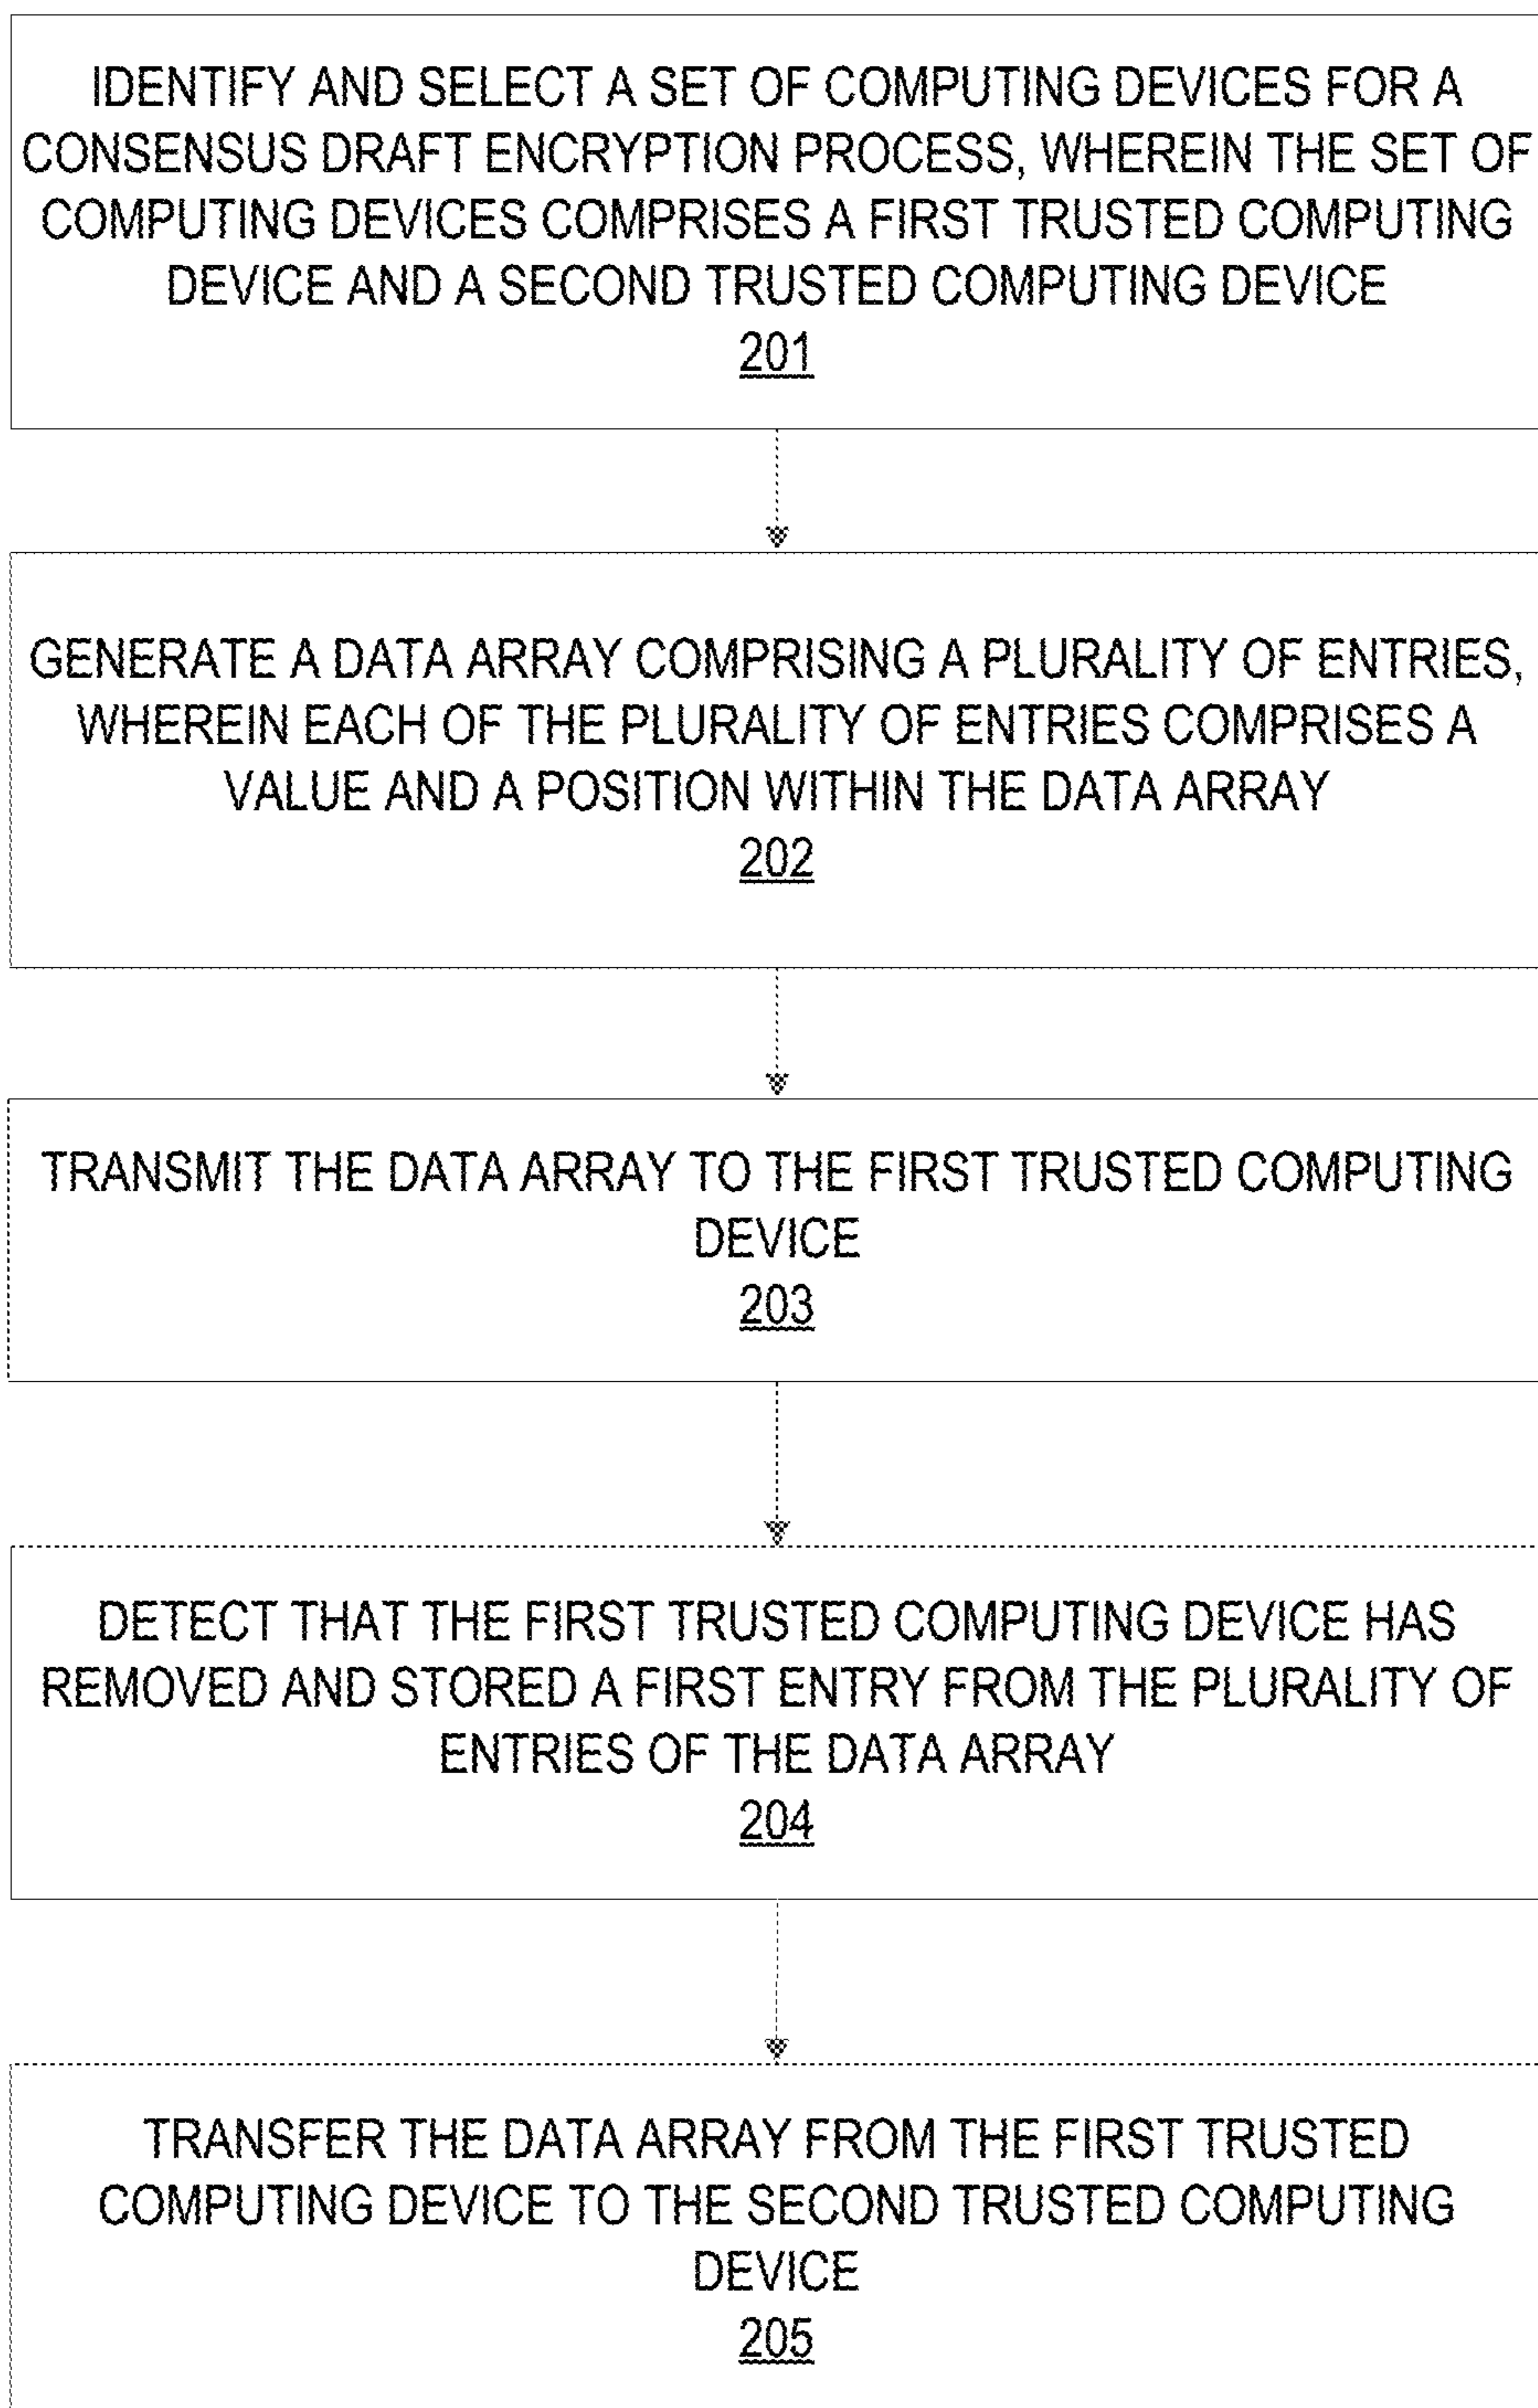 IDENTIFY AND SELECT A SET OF COMPUTING DEVICES FOR A
CONSENSUS DRAFT ENCRYPTION PROCESS, WHEREIN THE SET OF
COMPUTING DEVICES COMPRISES A FIRST TRUSTED COMPUTING
DEVICE AND A SECOND TRUSTED COMPUTING DEVICE
201
GENERATE A DATA ARRAY COMPRISING A PLURALITY OF ENTRIES,
WHEREIN EACH OF THE PLURALITY OF ENTRIES COMPRISES A
VALUE AND A POSITION WITHIN THE DATA ARRAY
202
TRANSMIT THE DATA ARRAY TO THE FIRST TRUSTED COMPUTING
DEVICE
203
DETECT THAT THE FIRST TRUSTED COMPUTING DEVICE HAS
REMOVED AND STORED A FIRST ENTRY FROM THE PLURALITY OF
ENTRIES OF THE DATA ARRAY
204
TRANSFER THE DATA ARRAY FROM THE FIRST TRUSTED
COMPUTING DEVICE TO THE SECOND TRUSTED COMPUTING
DEVICE
205